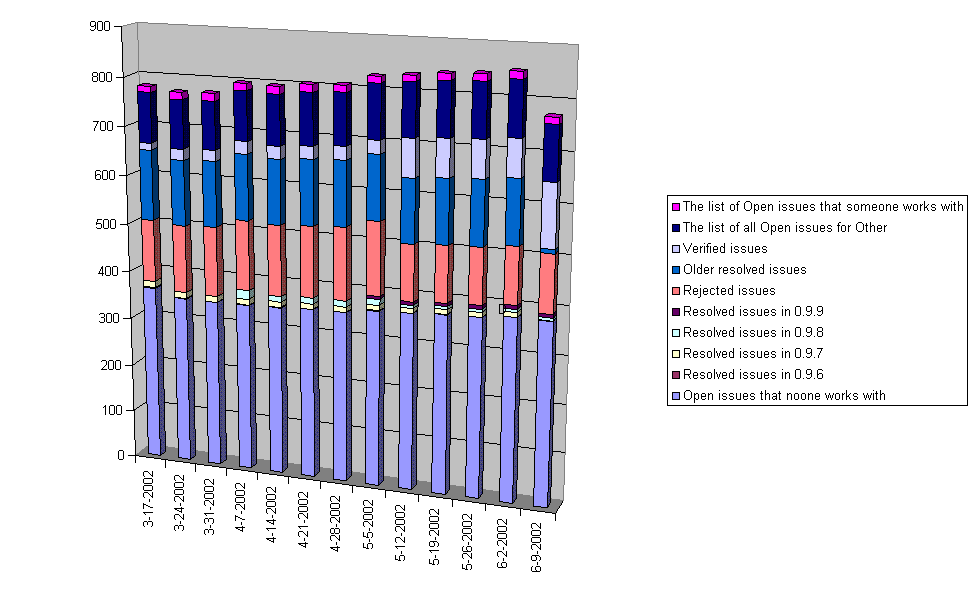 900
800
700
600
500
400
300
200
100
0
3-17-2002
3-24-2002
3-31-2002
4-7-2002
4-14-2002
4-21-2002
4-28-2002
5-5-2002
5-12-2002
5-19-2002
5-26-2002
6-2-2002
6-9-2002
The list of Open issues that someone works with
The list of all Open issues for Other
Verified issues
Older resolved issues
Rejected issues
Resolved issues in 0.9.9
Resolved issues in 0.9.8
Resolved issues in 0.9.7
Resolved issues in 0.9.6
Open issues that noone works with